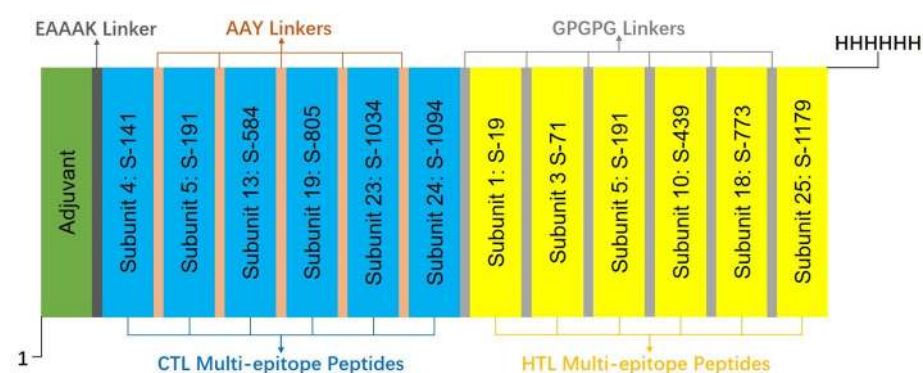 EAAAK Linker
AAY Linkers
GPGPG Linkers
HHHHHH
Adjuvant
Subunit 4: S-141
Subunit 5: S-191
Subunit 13: S-584
Subunit 19: S-805
Subunit 23: S-1034
Subunit 24: S-1094
Subunit 1: S-19
Subunit 3 S-71
Subunit 5: S-191
Subunit 10: S-439
Subunit 18: S-773
Subunit 25: S-1179
1
CTL Multi-epitope Peptides
HTL Multi-epitope Peptides